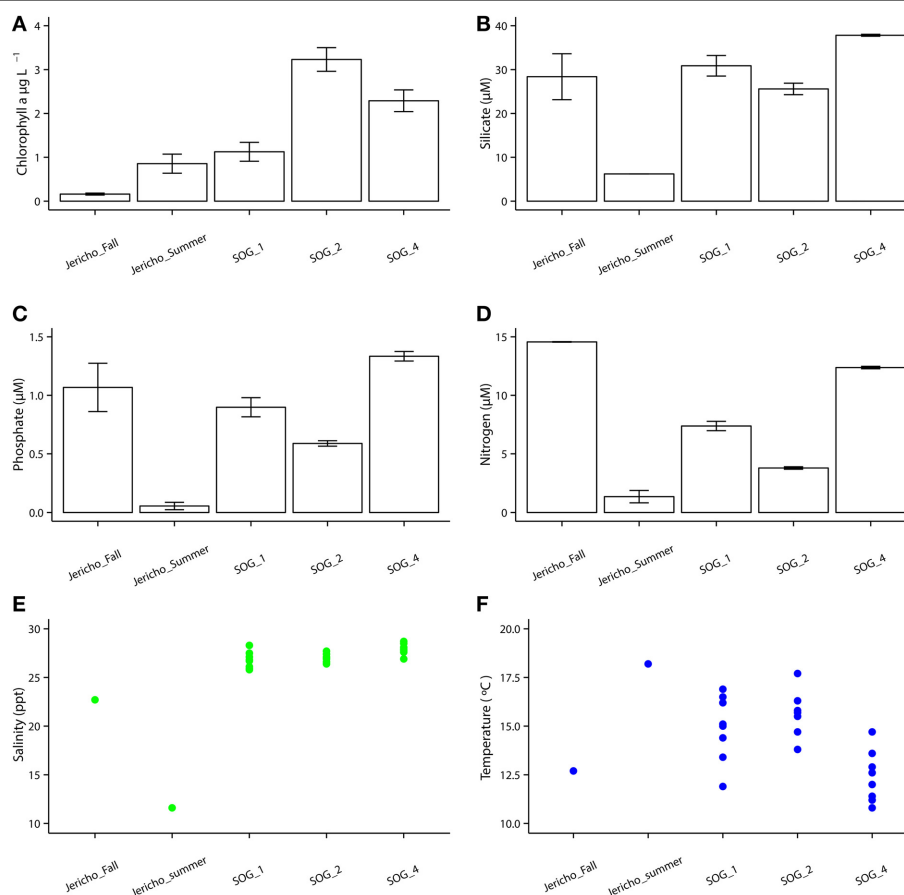 A
B
Chlorophyll a µg L⁻¹
4
3
2
1
0
Jericho_Fall
Jericho_Summer
SOG_1
SOG_2
SOG_4
Silicate (µM)
40
30
20
10
0
Jericho_Fall
Jericho_Summer
SOG_1
SOG_2
SOG_4
C
D
Phosphate (µM)
1.5
1.0
0.5
0.0
Jericho_Fall
Jericho_Summer
SOG_1
SOG_2
SOG_4
Nitrogen (µM)
15
10
5
0
Jericho_Fall
Jericho_Summer
SOG_1
SOG_2
SOG_4
E
F
Salinity (ppt)
30
25
20
15
10
Jericho_Fall
Jericho_summer
SOG_1
SOG_2
SOG_4
Temperature ( ºC)
20.0
17.5
15.0
12.5
10.0
Jericho_Fall
Jericho_summer
SOG_1
SOG_2
SOG_4